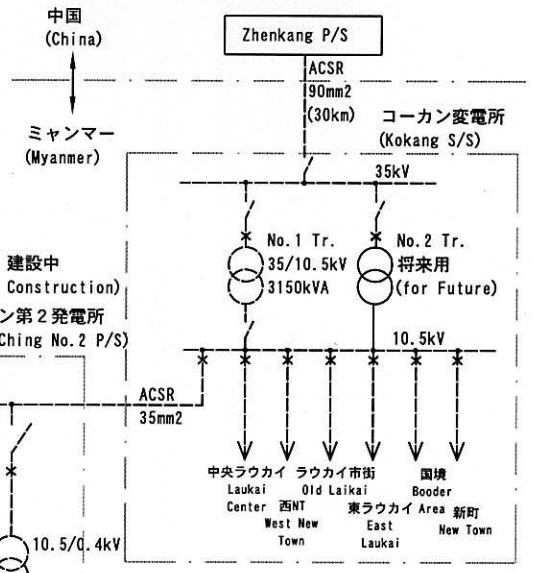 中国
(China)
Zhenkang P/S
ACSR
90mm2
(30km)
ミャンマー
(Myanmer)
コーカン変電所
(Kokang S/S)
35kV
No.1 Tr.
35/10.5kV
3150kVA
No.2 Tr.
将来用
(for Future)
建設中
Construction)
ン第2発電所
Ching No.2 P/S)
10.5kV
ACSR
35mm2
中央ラウカイ
Laukai
Center
西NT
West New
Town
ラウカイ市街
Old Laikai
東ラウカイ
East
Laukai
国境
Booder
Area
新町
New Town
10.5/0.4kV